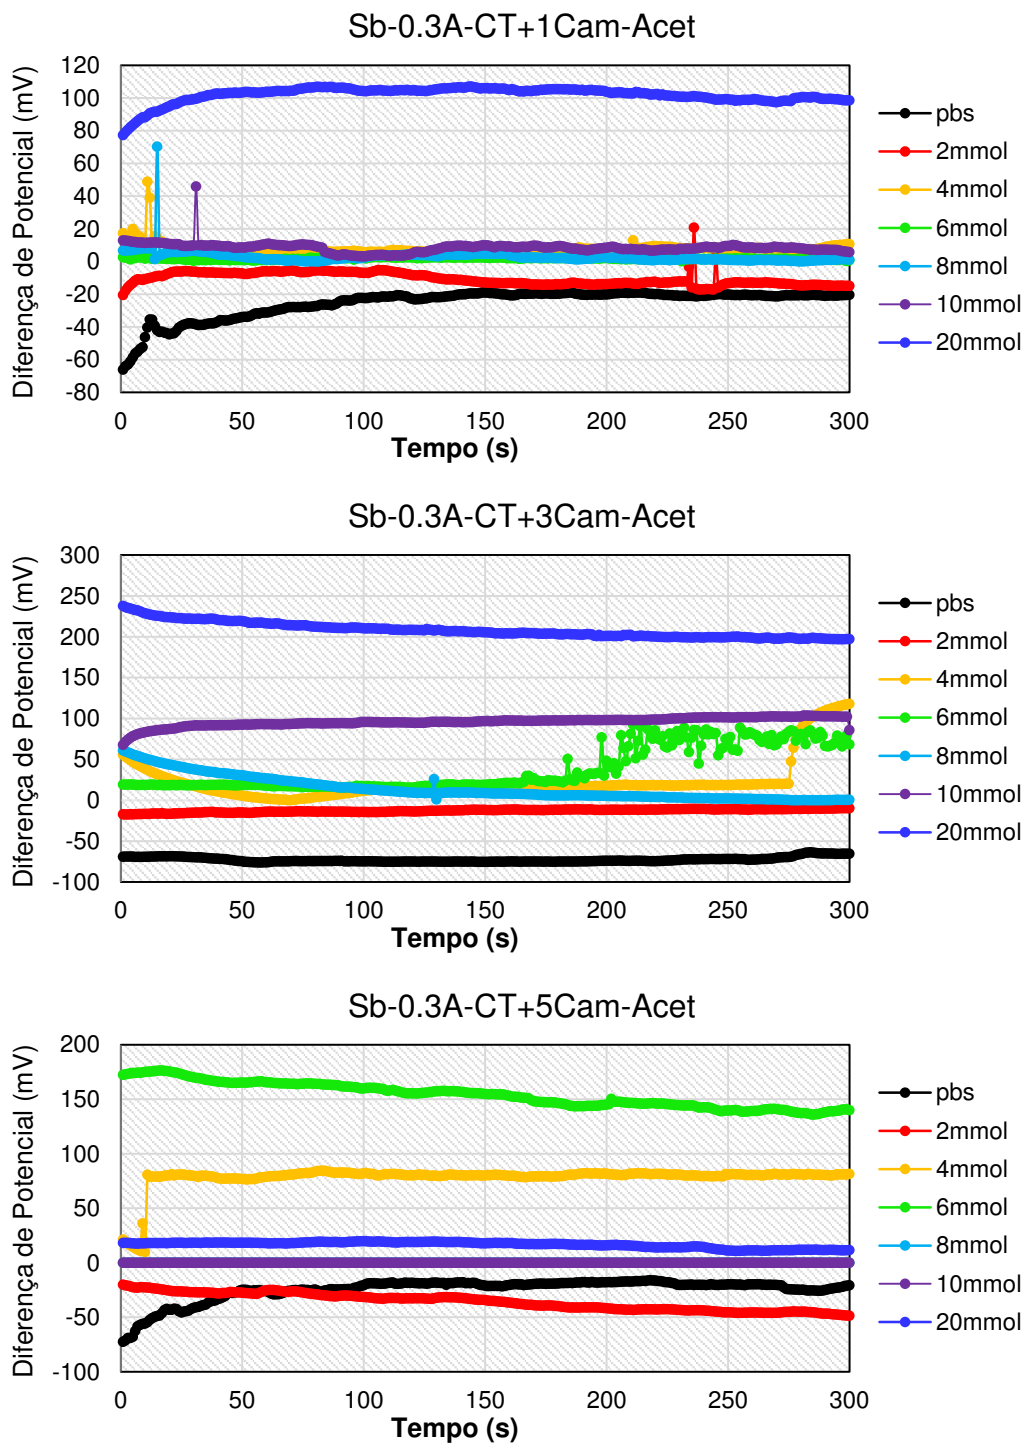 Sb-0.3A-CT+1Cam-Acet
Diferença de Potencial (mV)
120
100
80
60
40
20
0
-20
-40
-60
-80
0 50 100 150 200 250 300
Tempo (s)
pbs
2mmol
4mmol
6mmol
8mmol
10mmol
20mmol
Sb-0.3A-CT+3Cam-Acet
Diferença de Potencial (mV)
300
250
200
150
100
50
0
-50
-100
0 50 100 150 200 250 300
Tempo (s)
pbs
2mmol
4mmol
6mmol
8mmol
10mmol
20mmol
Sb-0.3A-CT+5Cam-Acet
Diferença de Potencial (mV)
200
150
100
50
0
-50
-100
0 50 100 150 200 250 300
Tempo (s)
pbs
2mmol
4mmol
6mmol
8mmol
10mmol
20mmol